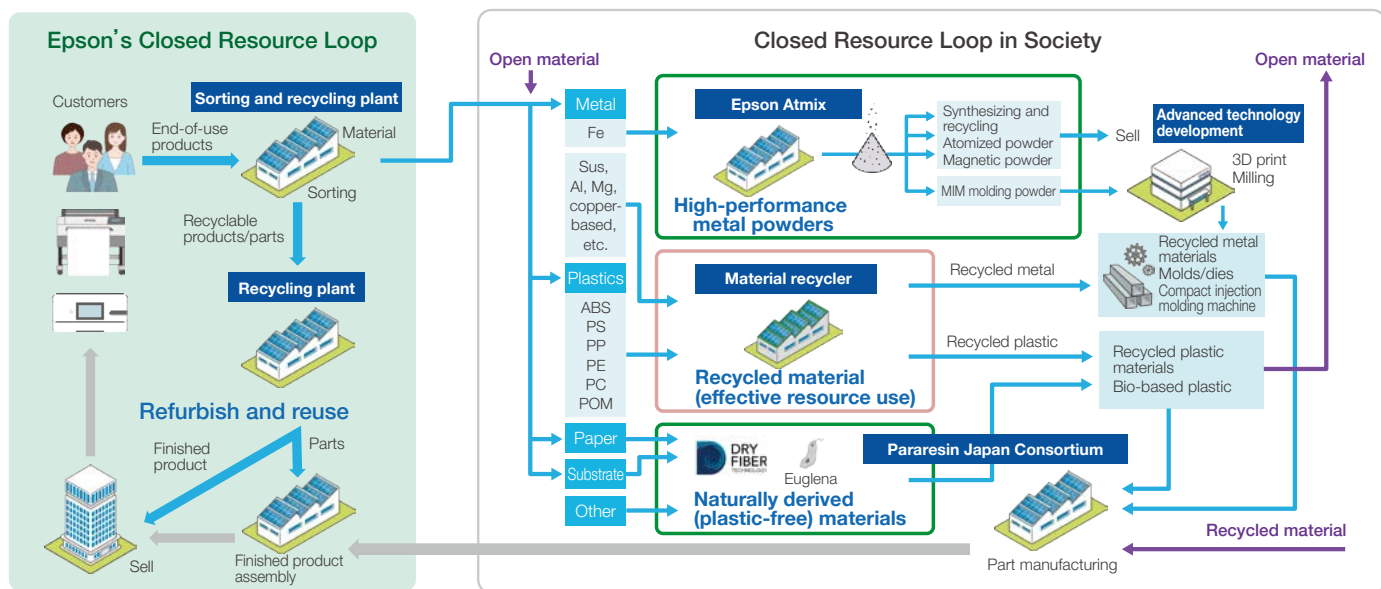 Epson's Closed Resource Loop
Customers
End-of-use
products
Sorting and recycling plant
Material
Sorting
Recyclable
products/parts
Recycling plant
Refurbish and reuse
Finished
product
Parts
Sell
Finished product
assembly
Closed Resource Loop in Society
Open material
Metal
Fe
Sus,
Al, Mg,
copper-
based,
etc.
Plastics
ABS
PS
PP
PE
PC
POM
Paper
Substrate
Other
Epson Atmix
High-performance
metal powders
Synthesizing and
recycling
Atomized powder
Magnetic powder
MIM molding powder
Sell
Advanced technology
development
3D print
Milling
Material recycler
Recycled material
(effective resource use)
Recycled metal
Recycled metal
materials
Molds/dies
Compact injection
molding machine
Recycled plastic
Recycled plastic
materials
Bio-based plastic
Open material
DRY
FIBER
TECHNOLOGY
Euglena
Naturally derived
(plastic-free) materials
Pararesin Japan Consortium
Part manufacturing
Recycled material